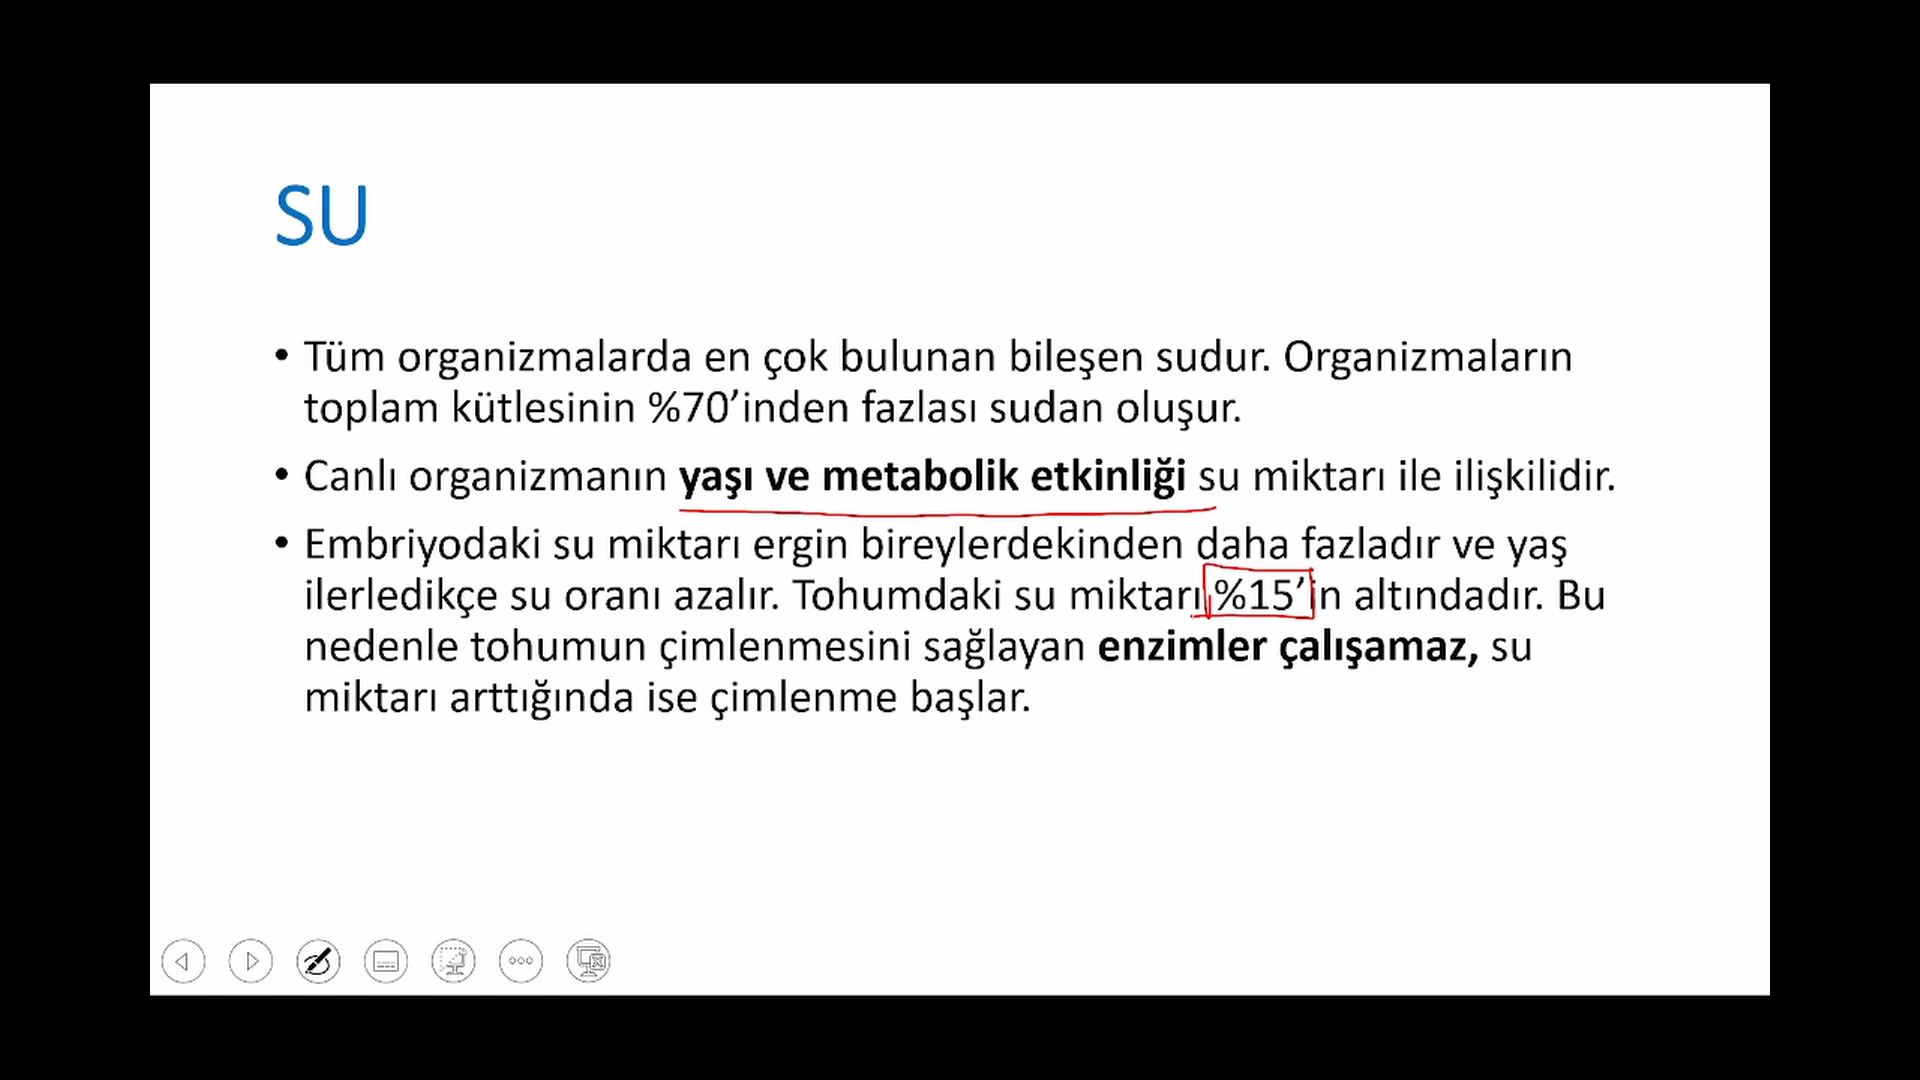 SU
• Tüm organizmalarda en çok bulunan bileşen sudur. Organizmaların
toplam kütlesinin %70’inden fazlası sudan oluşur.
• Canlı organizmanın yaşı ve metabolik etkinliği su miktarı ile ilişkilidir.
• Embriyodaki su miktarı ergin bireylerdekinden daha fazladır ve yaş
ilerledikçe su oranı azalır. Tohumdaki su miktarı %15’in altındadır. Bu
nedenle tohumun çimlenmesini sağlayan enzimler çalışamaz, su
miktarı arttığında ise çimlenme başlar.